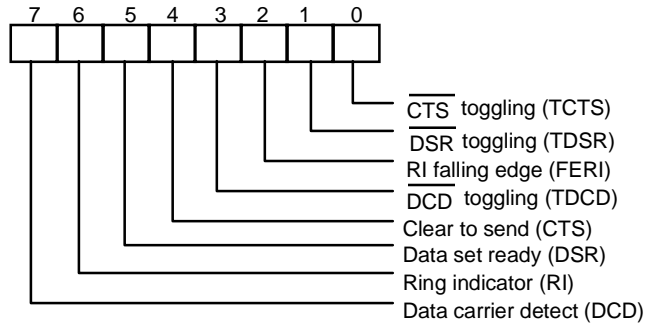 7 6 5 4 3 2 1 0
CTS toggling (TCTS)
DSR toggling (TDSR)
RI falling edge (FERI)
DCD toggling (TDCD)
Clear to send (CTS)
Data set ready (DSR)
Ring indicator (RI)
Data carrier detect (DCD)